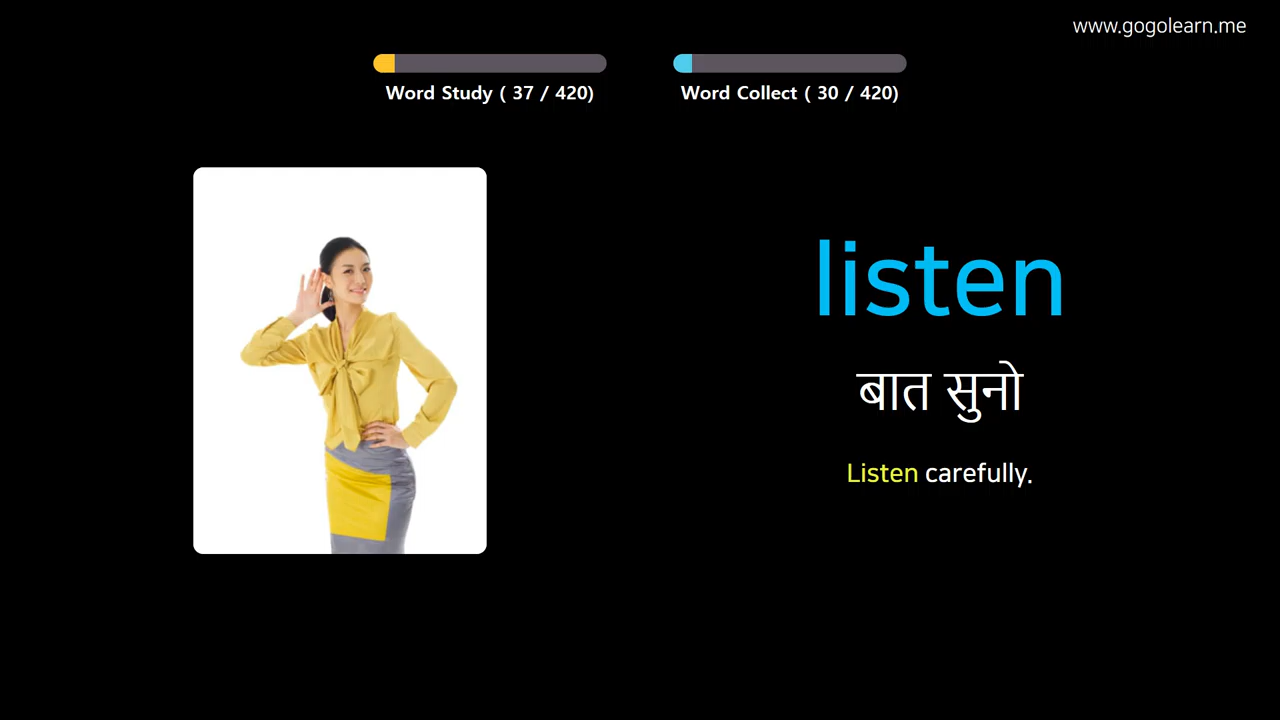 www.gogolearn.me
Word Study ( 37 / 420)
Word Collect ( 30 / 420)
listen
बात सुनो
Listen carefully.